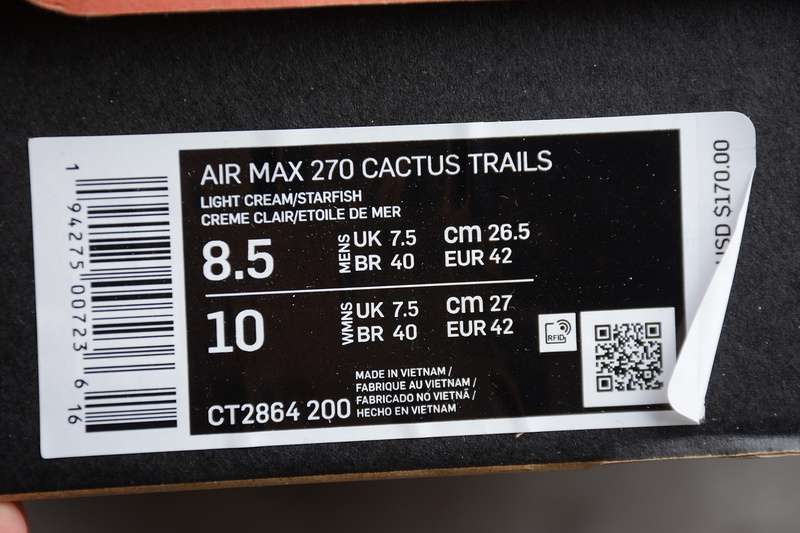 AIR MAX 270 CACTUS TRAILS
LIGHT CREAM/STARFISH
CREME CLAIR/ETOILE DE MER
8.5
MENS
UK 7.5 cm 26.5
BR 40 EUR 42
10
WMNS
UK 7.5 cm 27
BR 40 EUR 42
RFID
MADE IN VIETNAM /
FABRIQUE AU VIETNAM /
FABRICADO NO VIETNÃ /
HECHO EN VIETNAM
CT2864 200
1 94275 00723 6 16
USD $170.00